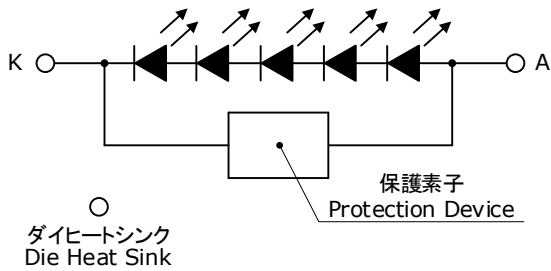 K
A
保護素子
Protection Device
ダイヒートシンク
Die Heat Sink